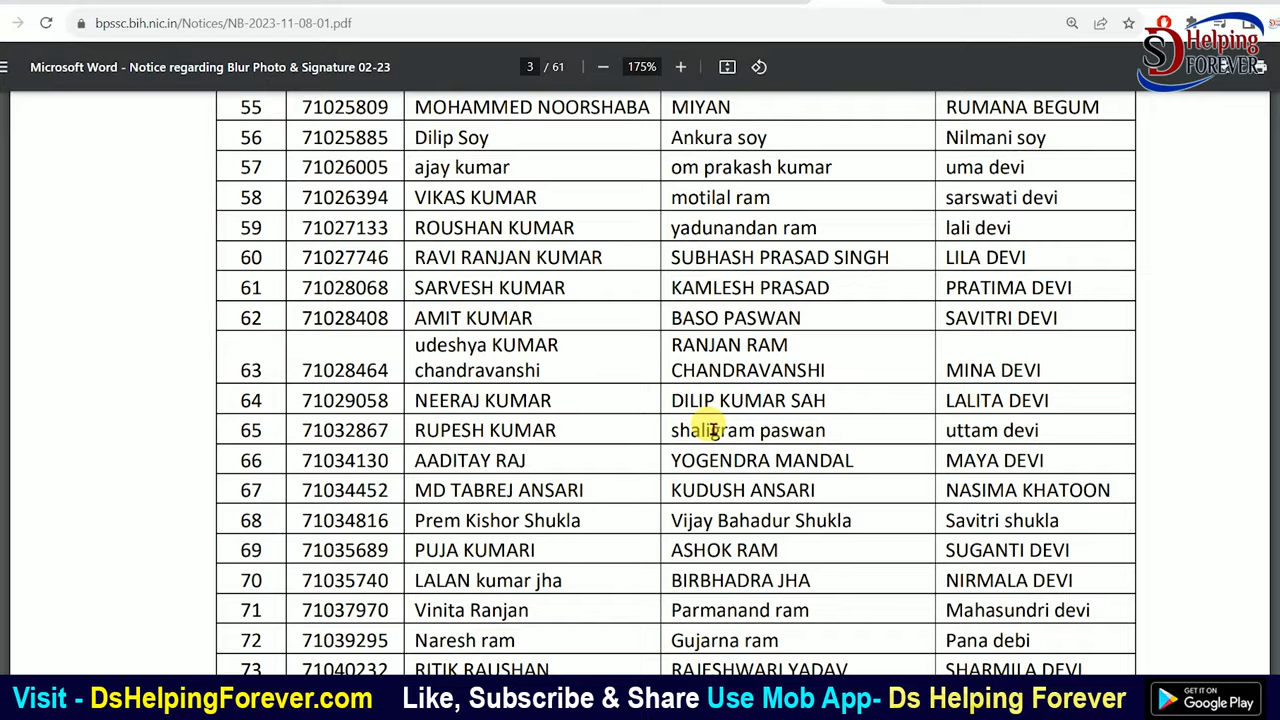 bpssc.bih.nic.in/Notices/NB-2023-11-08-01.pdf
SD Helping FOREVER
Microsoft Word - Notice regarding Blur Photo & Signature 02-23 3 / 61 175%
55 71025809 MOHAMMED NOORSHABA MIYAN RUMANA BEGUM
56 71025885 Dilip Soy Ankura soy Nilmani soy
57 71026005 ajay kumar om prakash kumar uma devi
58 71026394 VIKAS KUMAR motilal ram sarswati devi
59 71027133 ROUSHAN KUMAR yadunandan ram lali devi
60 71027746 RAVI RANJAN KUMAR SUBHASH PRASAD SINGH LILA DEVI
61 71028068 SARVESH KUMAR KAMLESH PRASAD PRATIMA DEVI
62 71028408 AMIT KUMAR BASO PASWAN SAVITRI DEVI
udeshya KUMAR RANJAN RAM
63 71028464 chandravanshi CHANDRAVANSHI MINA DEVI
64 71029058 NEERAJ KUMAR DILIP KUMAR SAH LALITA DEVI
65 71032867 RUPESH KUMAR shaligram paswan uttam devi
66 71034130 AADITAY RAJ YOGENDRA MANDAL MAYA DEVI
67 71034452 MD TABREJ ANSARI KUDUSH ANSARI NASIMA KHATOON
68 71034816 Prem Kishor Shukla Vijay Bahadur Shukla Savitri shukla
69 71035689 PUJA KUMARI ASHOK RAM SUGANTI DEVI
70 71035740 LALAN kumar jha BIRBHADRA JHA NIRMALA DEVI
71 71037970 Vinita Ranjan Parmanand ram Mahasundri devi
72 71039295 Naresh ram Gujarna ram Pana debi
73 71040232 RITIK RAUSHAN RAJESHWARI YADAV SHARMILA DEVI
Visit - DsHelpingForever.com Like, Subscribe & Share Use Mob App- Ds Helping Forever
GET IT ON
Google Play